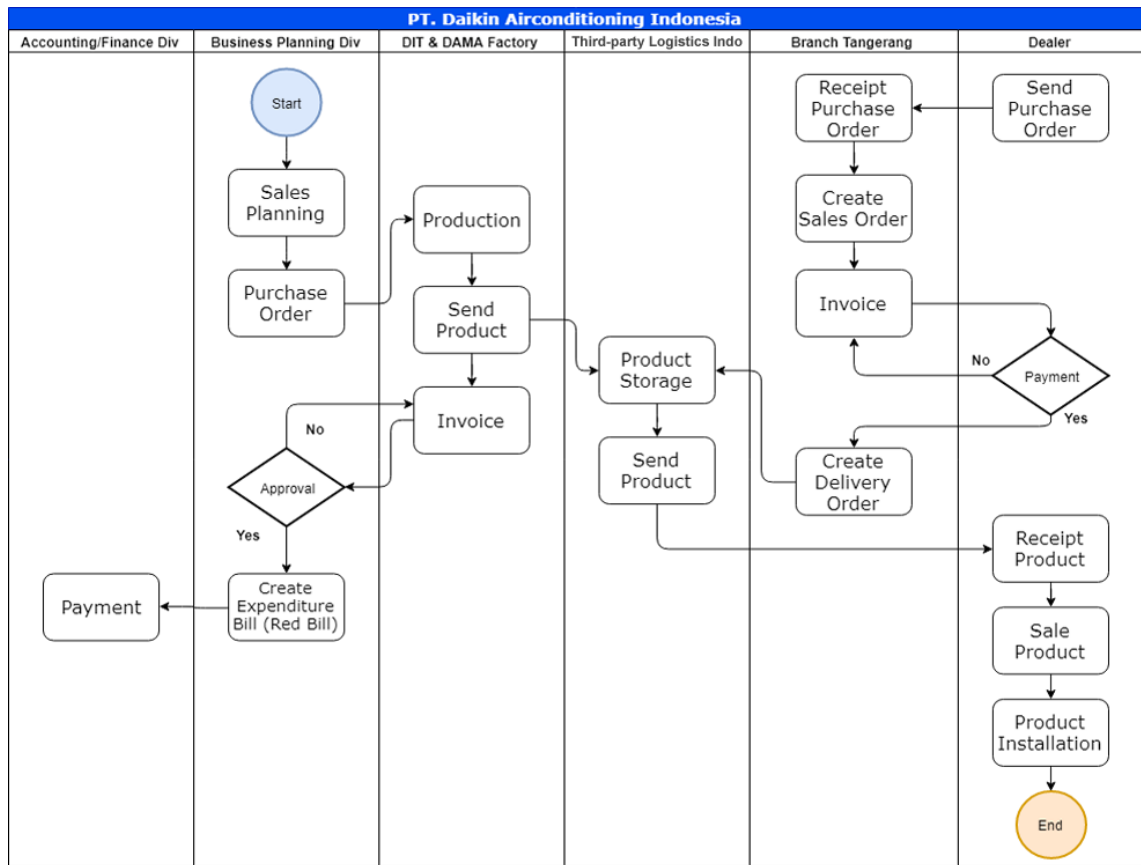 PT. Daikin Airconditioning Indonesia
Accounting/Finance Div
Business Planning Div
DIT & DAMA Factory
Third-party Logistics Indo
Branch Tangerang
Dealer
Start
Sales
Planning
Purchase
Order
Approval
No
Yes
Create
Expenditure
Bill (Red Bill)
Payment
Production
Send
Product
Invoice
Product
Storage
Send
Product
Receipt
Purchase
Order
Create
Sales Order
Invoice
Create
Delivery
Order
Send
Purchase
Order
No
Payment
Yes
Receipt
Product
Sale
Product
Product
Installation
End